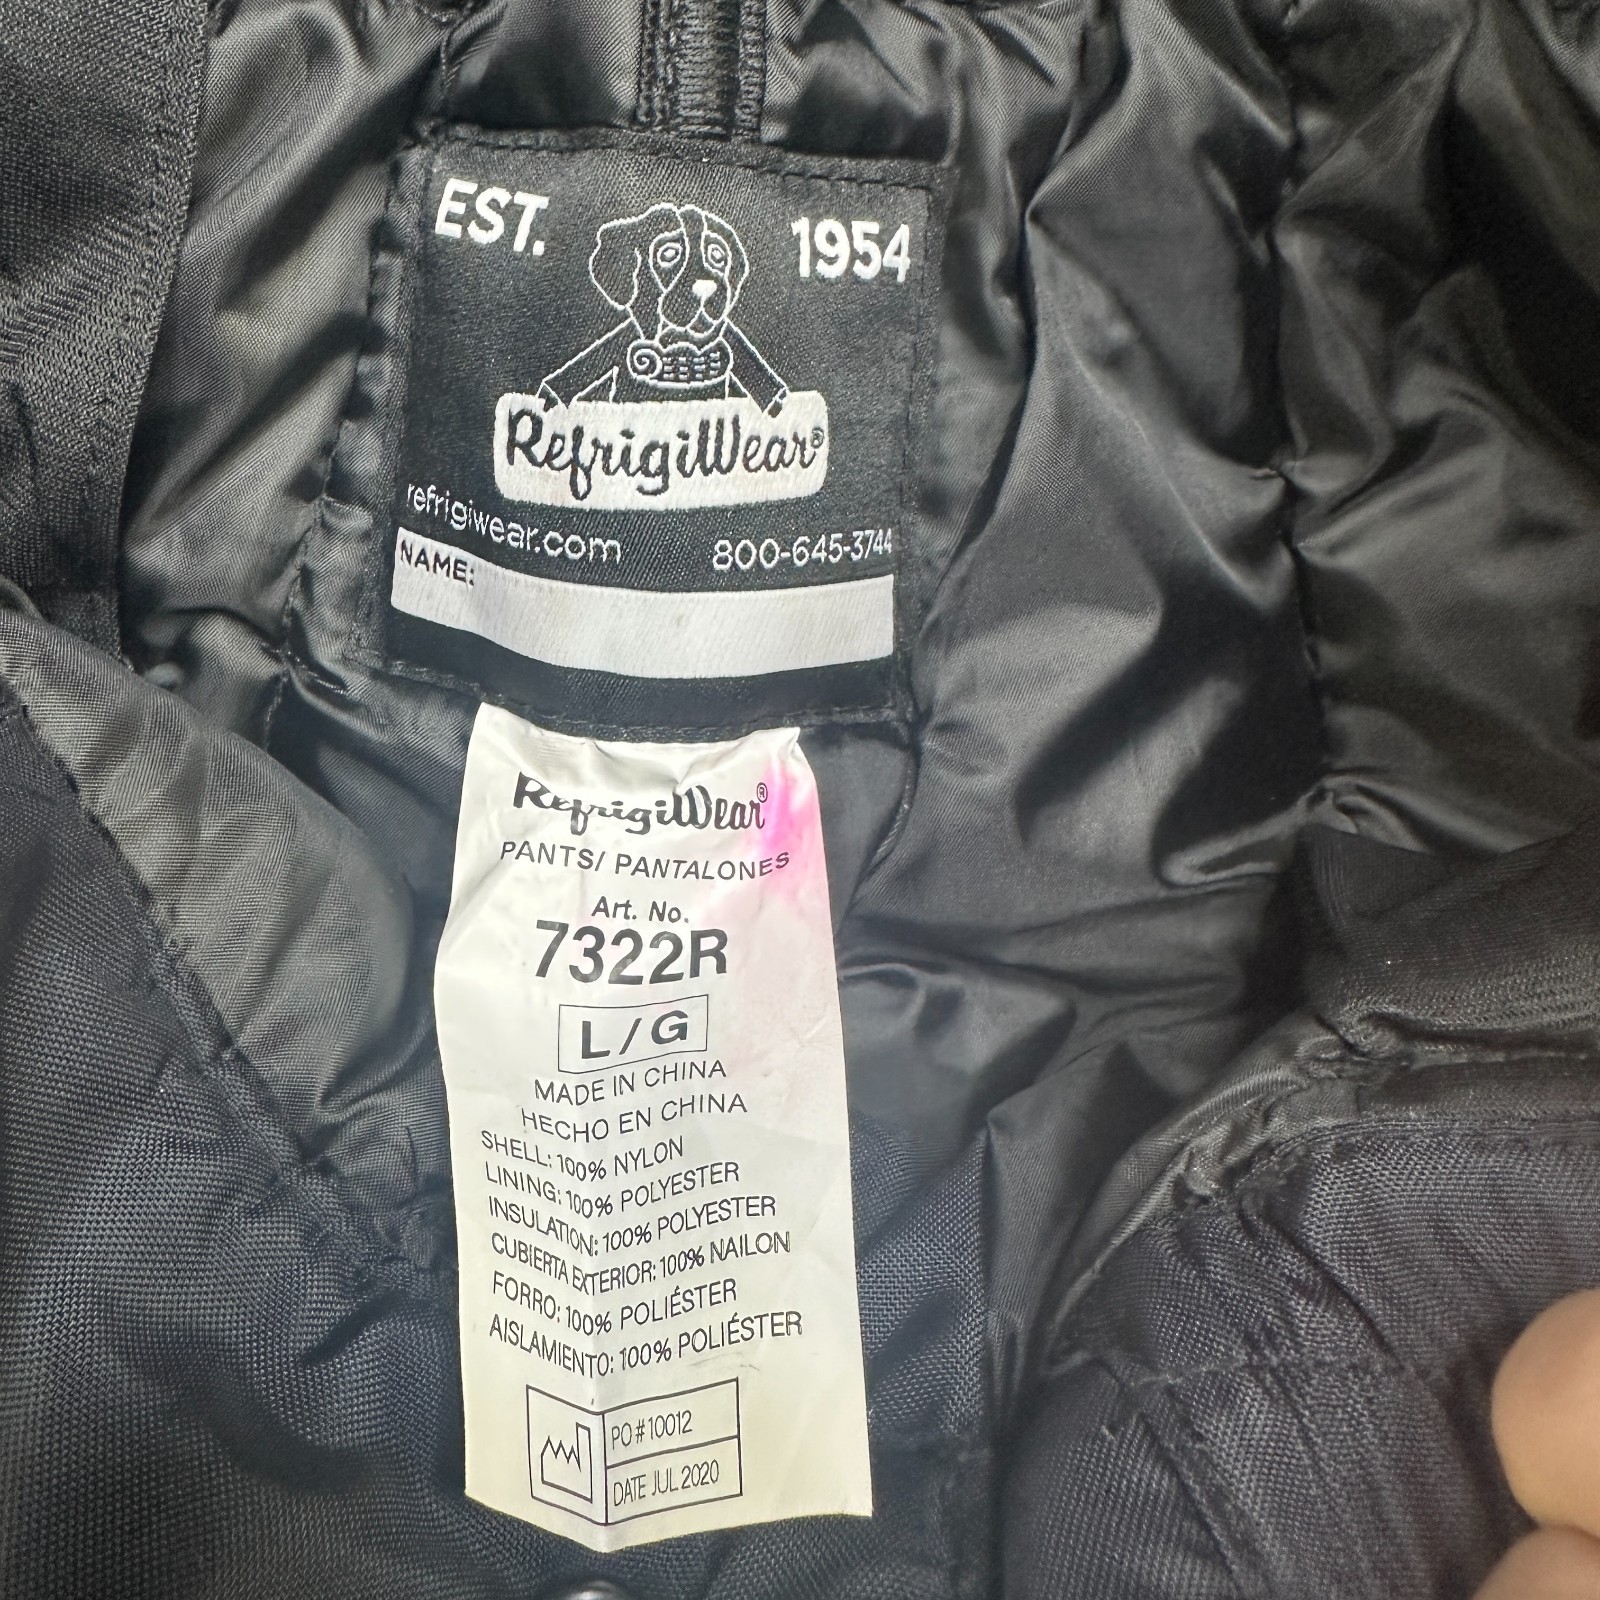 EST. 1954
RefrigiWear®
refrigiwear.com 800-645-3744
NAME:
RefrigiWear®
PANTS/ PANTALONES
Art. No.
7322R
L/G
MADE IN CHINA
HECHO EN CHINA
SHELL: 100% NYLON
LINING: 100% POLYESTER
INSULATION: 100% POLYESTER
CUBIERTA EXTERIOR: 100% NAILON
FORRO: 100% POLIÉSTER
AISLAMIENTO: 100% POLIÉSTER
PO#10012
DATE JUL 2020